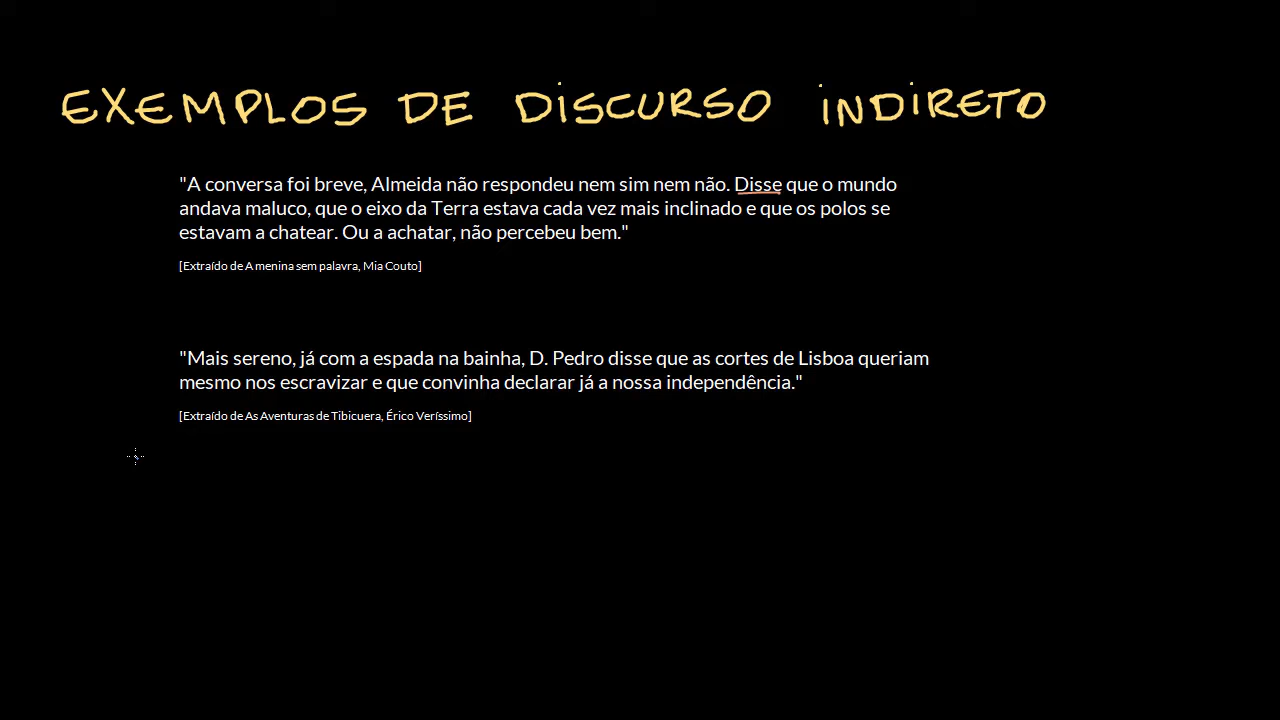 EXEMPLOS DE DISCURSO INDIRETO
"A conversa foi breve, Almeida não respondeu nem sim nem não. Disse que o mundo
andava maluco, que o eixo da Terra estava cada vez mais inclinado e que os polos se
estavam a chatear. Ou a achatar, não percebeu bem."
[Extraído de A menina sem palavra, Mia Couto]
"Mais sereno, já com a espada na bainha, D. Pedro disse que as cortes de Lisboa queriam
mesmo nos escravizar e que convinha declarar já a nossa independência."
[Extraído de As Aventuras de Tibicuera, Érico Veríssimo]